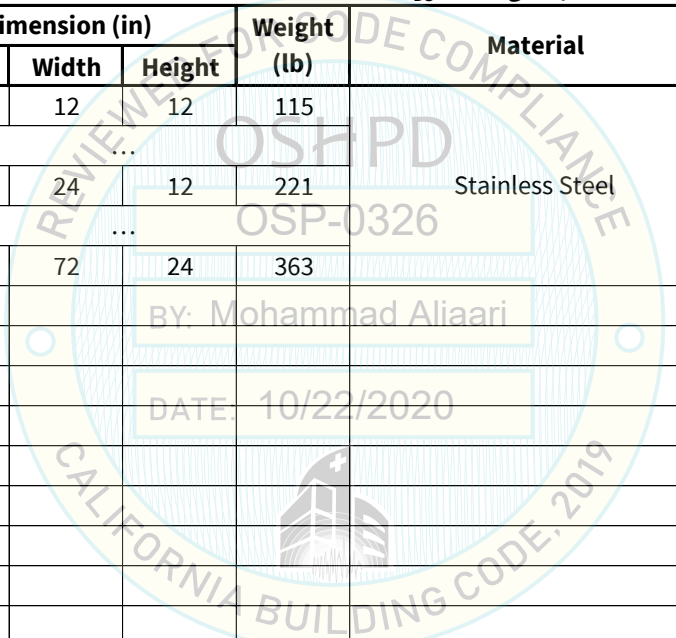 imension (in) Weight (lb) Material
Width Height
12 12 115
…
24 12 221 Stainless Steel
…
72 24 363
REVIEWED FOR CODE COMPLIANCE
OSHPD
OSP-0326
BY: Mohammad Aliaari
DATE: 10/22/2020
CALIFORNIA BUILDING CODE, 2019